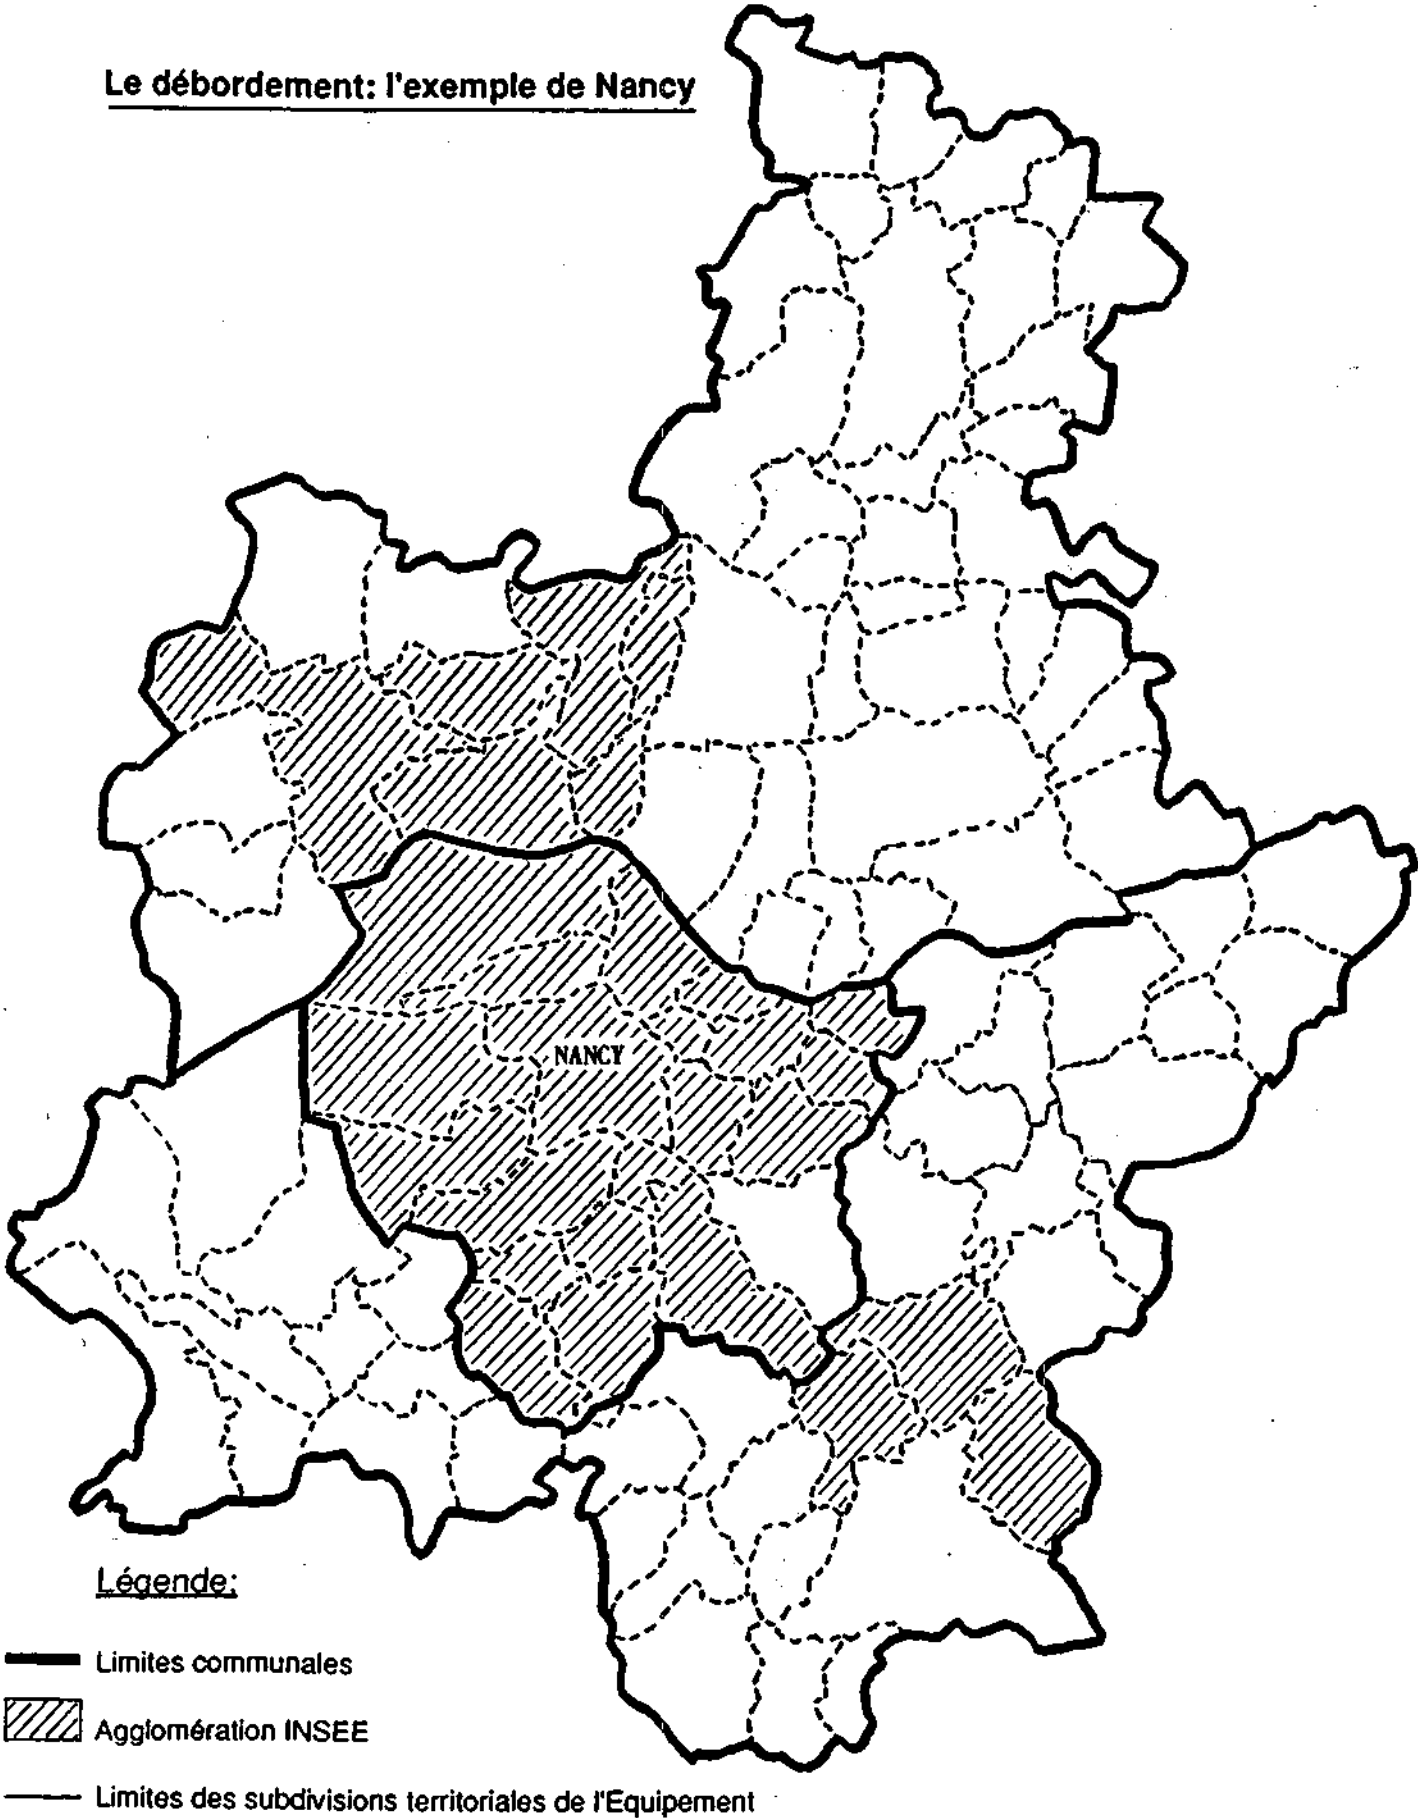 Le débordement: l'exemple de Nancy
NANCY
Légende:
Limites communales
Agglomération INSEE
Limites des subdivisions territoriales de l'Equipement